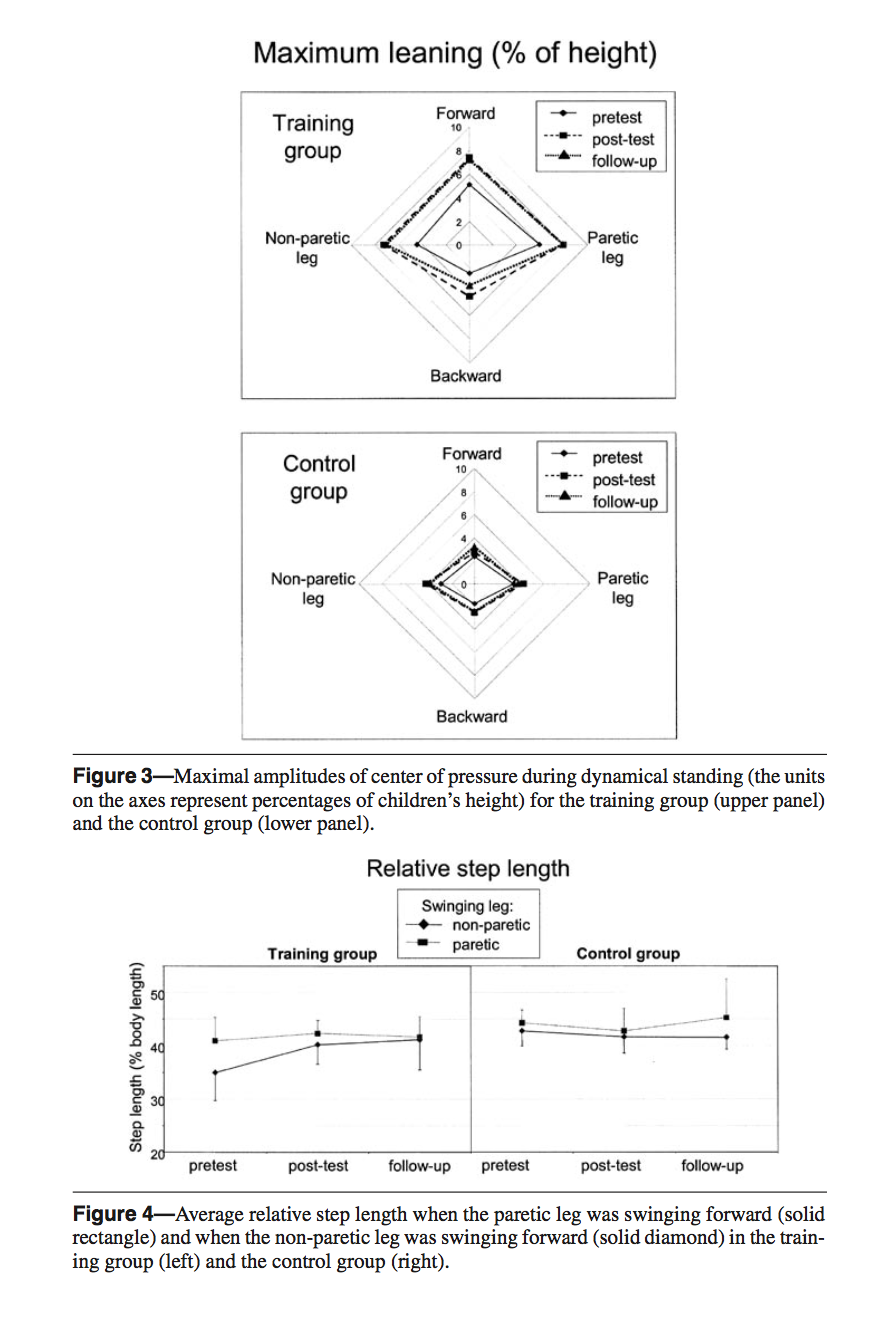 Maximum leaning (% of height)
Training
group
Forward
10
8
6
4
2
0
pretest
post-test
follow-up
Non-paretic
leg
Paretic
leg
Backward
Control
group
Forward
10
8
6
4
0
pretest
post-test
follow-up
Non-paretic
leg
Paretic
leg
Backward
Figure 3—Maximal amplitudes of center of pressure during dynamical standing (the units
on the axes represent percentages of children’s height) for the training group (upper panel)
and the control group (lower panel).
Relative step length
Swinging leg:
non-paretic
paretic
Training group
Control group
Step length (% body length)
50
40
30
20
pretest
post-test
follow-up
pretest
post-test
follow-up
Figure 4—Average relative step length when the paretic leg was swinging forward (solid
rectangle) and when the non-paretic leg was swinging forward (solid diamond) in the train-
ing group (left) and the control group (right).